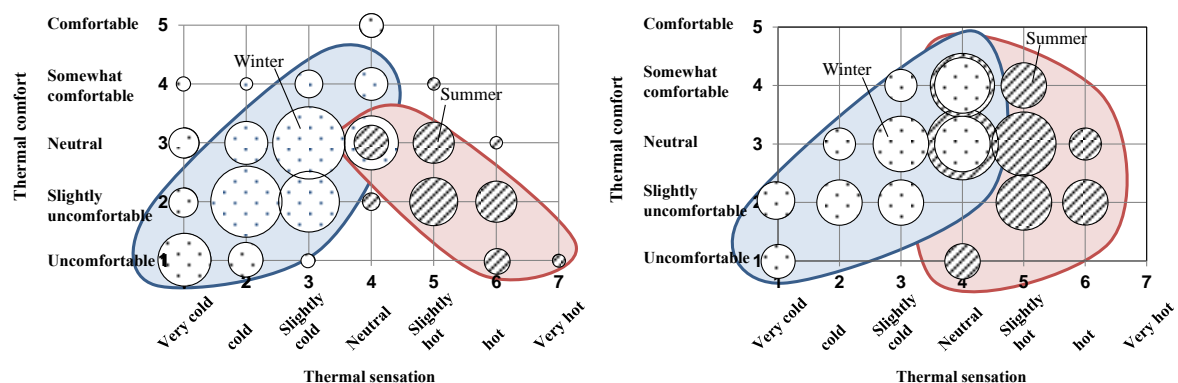 Comfortable 5
Winter
Somewhat
comfortable 4
Summer
Neutral 3
Slightly
uncomfortable 2
Uncomfortable 1
2 3 4 5 6 7
Very cold
cold
Slightly
cold
Neutral
Slightly
hot
hot
Very hot
Thermal comfort
Thermal sensation
Comfortable 5
Summer
Somewhat
comfortable 4
Winter
Neutral 3
Slightly
uncomfortable
Uncomfortable 1
1 2 3 4 5 6 7
Very cold
cold
Slightly
cold
Neutral
Slightly
hot
hot
Very hot
Thermal comfort
Thermal sensation